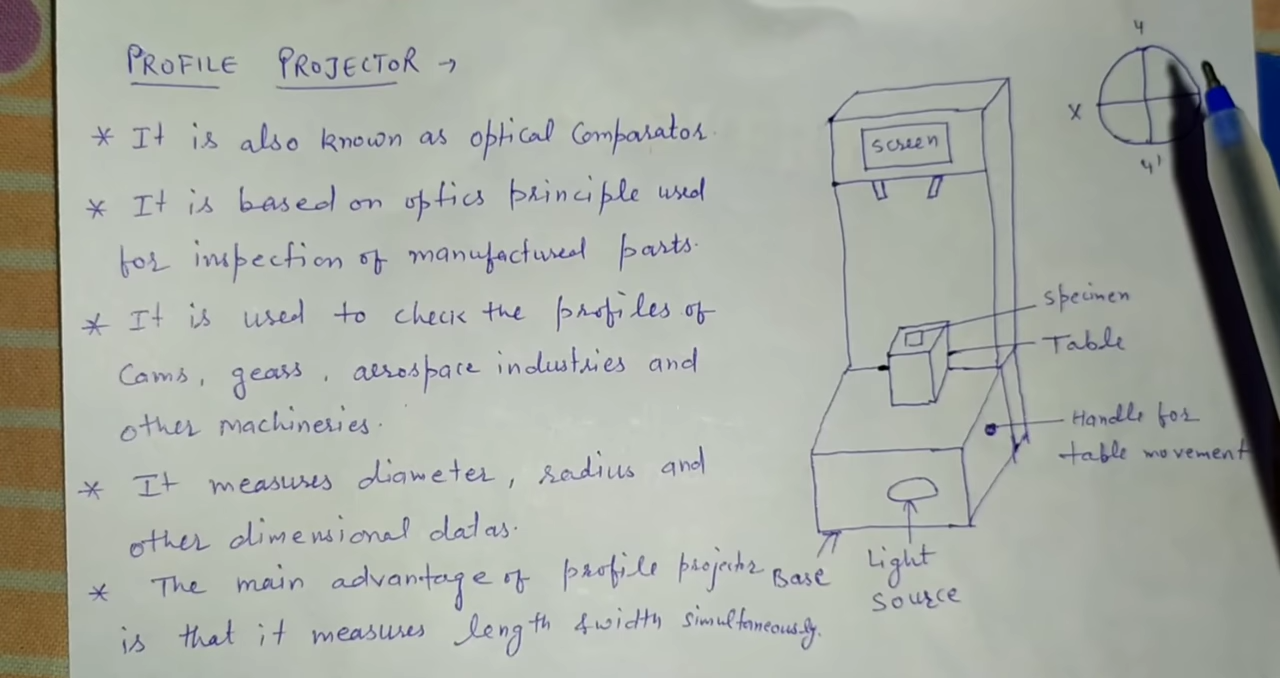 PROFILE PROJECTOR →
* It is also known as optical Comparator.
* It is based on optics principle used
for inspection of manufactured parts.
* It is used to check the profiles of
Cams, gears, aerospace industries and
other machineries.
* It measures diameter, radius and
other dimensional datas.
* The main advantage of profile projector
is that it measures length & width simultaneously.
y
x
y'
Screen
Specimen
Table
Handle for
table movement
Base
Light
Source